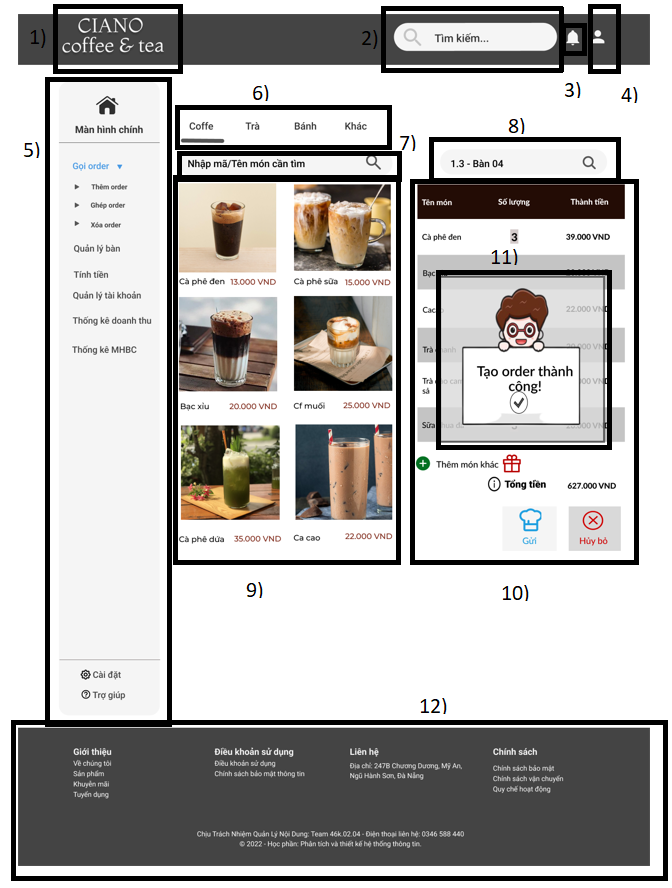 1)
CIANO
coffee & tea
2)
Tìm kiếm...
3)
4)
5)
Màn hình chính
Gọi order
Thêm order
Ghép order
Xóa order
Quản lý bàn
Tính tiền
Quản lý tài khoản
Thống kê doanh thu
Thống kê MHBC
Cài đặt
Trợ giúp
6)
Coffe Trà Bánh Khác
7)
Nhập mã/Tên món cần tìm
Cà phê đen 13.000 VND
Cà phê sữa 15.000 VND
Bạc xỉu 20.000 VND
Cf muối 25.000 VND
Cà phê dừa 35.000 VND
Ca cao 22.000 VND
9)
8)
1.3 - Bàn 04
Tên món Số lượng Thành tiền
Cà phê đen 3 39.000 VND
11)
Bạc
Cacao 22.000 VND
Trà
Trà đào cam
sả
Sữa chua đá
Tạo order thành
công!
Thêm món khác
Tổng tiền 627.000 VND
Gửi
Hủy bỏ
10)
12)
Giới thiệu
Về chúng tôi
Sản phẩm
Khuyến mãi
Tuyển dụng
Điều khoản sử dụng
Điều khoản sử dụng
Chính sách bảo mật thông tin
Liên hệ
Địa chỉ: 247B Chương Dương, Mỹ An,
Ngũ Hành Sơn, Đà Nẵng
Chính sách
Chính sách bảo mật
Chính sách vận chuyển
Quy chế hoạt động
Chịu Trách Nhiệm Quản Lý Nội Dung: Team 46k.02.04 - Điện thoại liên hệ: 0346 588 440
© 2022 - Học phần: Phân tích và thiết kế hệ thống thông tin.